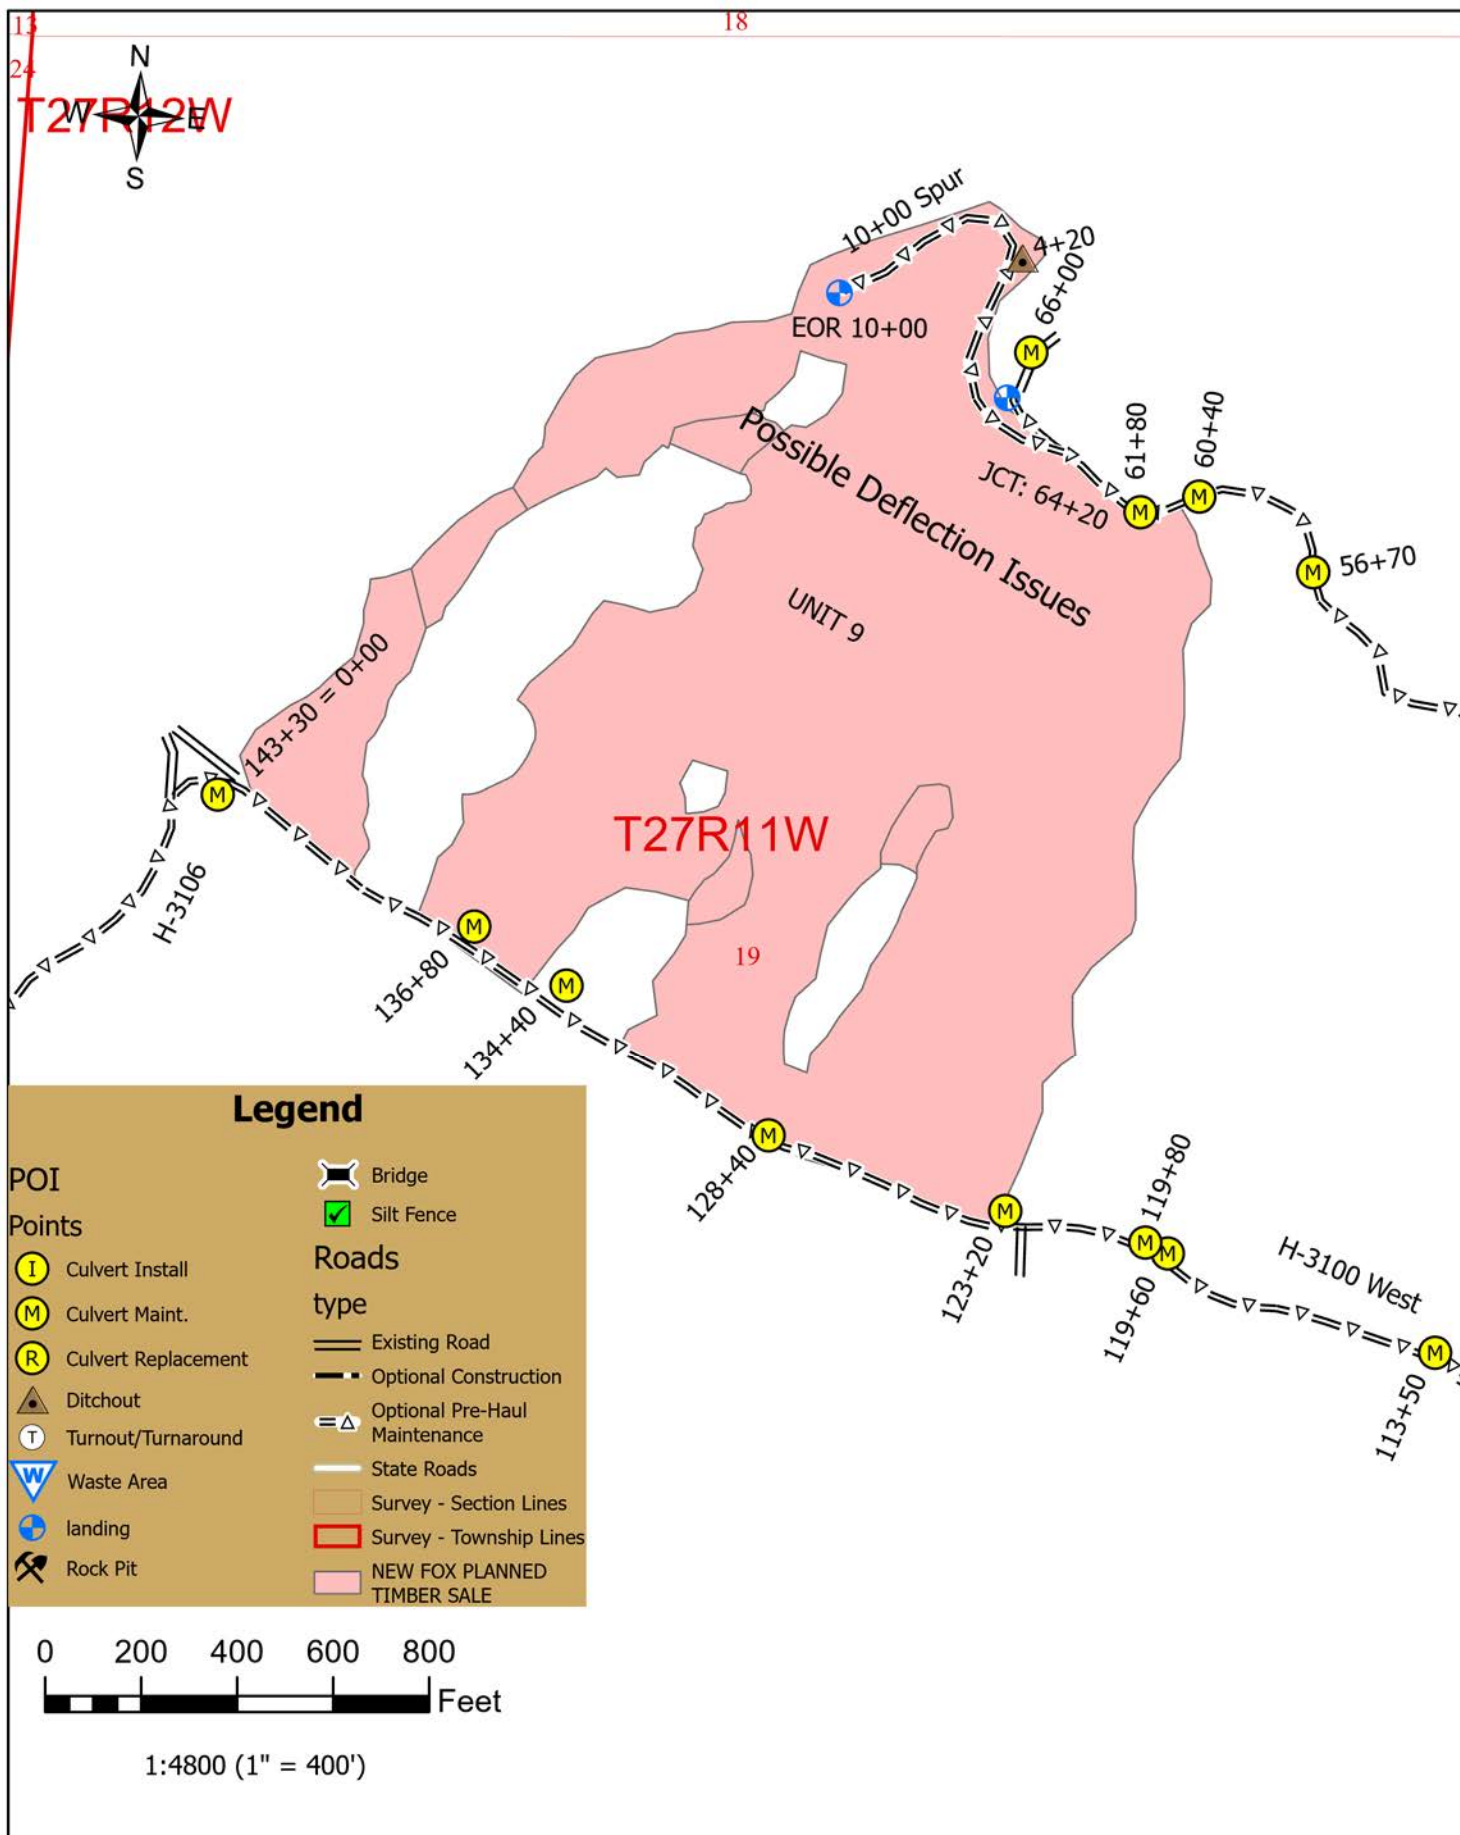 13
18
24
T27R12W
N
W
E
S
10+00 Spur
4+20
66+00
EOR 10+00
Possible Deflection Issues
JCT: 64+20
61+80
60+40
56+70
UNIT 9
143+30 = 0+00
H-3106
T27R11W
19
136+80
134+40
128+40
123+20
119+80
119+60
H-3100 West
113+50
M
M
M
M
M
M
M
M
M
M
M
M
Legend
POI
Points
I Culvert Install
M Culvert Maint.
R Culvert Replacement
Ditchout
T Turnout/Turnaround
W Waste Area
landing
Rock Pit
Bridge
Silt Fence
Roads
type
Existing Road
Optional Construction
Optional Pre-Haul
Maintenance
State Roads
Survey - Section Lines
Survey - Township Lines
NEW FOX PLANNED
TIMBER SALE
0 200 400 600 800
Feet
1:4800 (1" = 400')